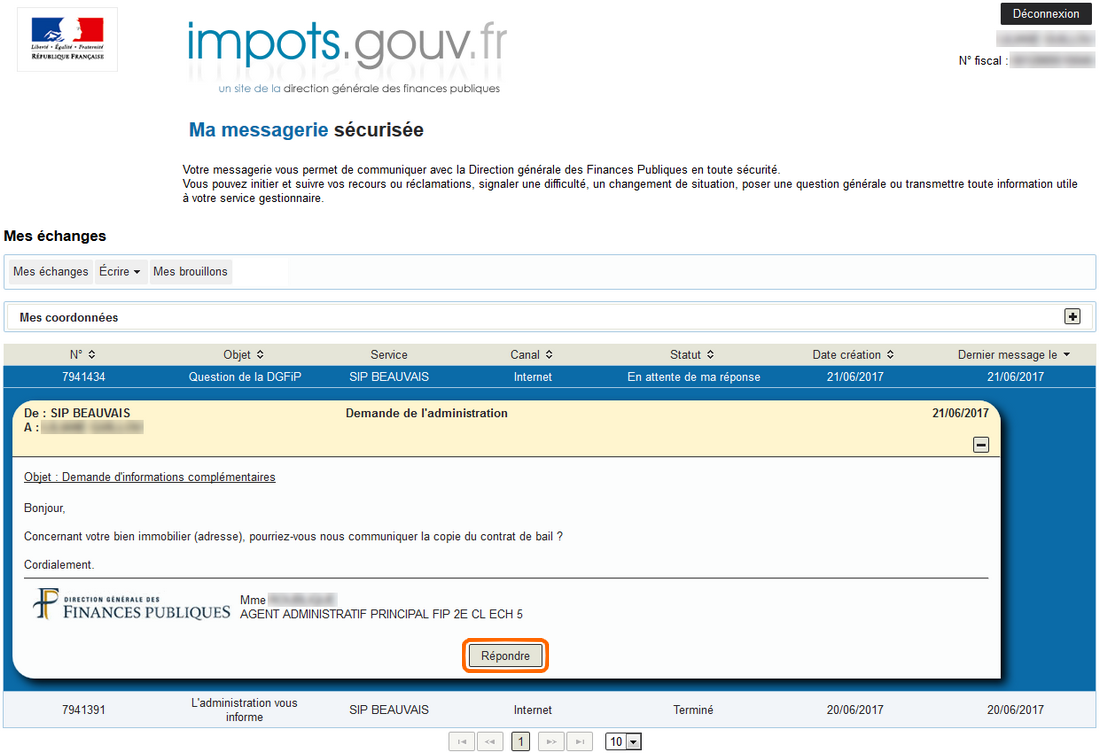 Liberté • Égalité • Fraternité
RÉPUBLIQUE FRANÇAISE
impots.gouv.fr
un site de la direction générale des finances publiques
Déconnexion
N° fiscal :
Ma messagerie sécurisée
Votre messagerie vous permet de communiquer avec la Direction générale des Finances Publiques en toute sécurité.
Vous pouvez initier et suivre vos recours ou réclamations, signaler une difficulté, un changement de situation, poser une question générale ou transmettre toute information utile
à votre service gestionnaire.
Mes échanges
Mes échanges Écrire Mes brouillons
Mes coordonnées
N° Objet Service Canal Statut Date création Dernier message le
7941434 Question de la DGFiP SIP BEAUVAIS Internet En attente de ma réponse 21/06/2017 21/06/2017
De : SIP BEAUVAIS Demande de l'administration 21/06/2017
A :
Objet : Demande d'informations complémentaires
Bonjour,
Concernant votre bien immobilier (adresse), pourriez-vous nous communiquer la copie du contrat de bail ?
Cordialement.
DIRECTION GÉNÉRALE DES
FINANCES PUBLIQUES
Mme
AGENT ADMINISTRATIF PRINCIPAL FIP 2E CL ECH 5
Répondre
7941391 L'administration vous informe SIP BEAUVAIS Internet Terminé 20/06/2017 20/06/2017
1 10